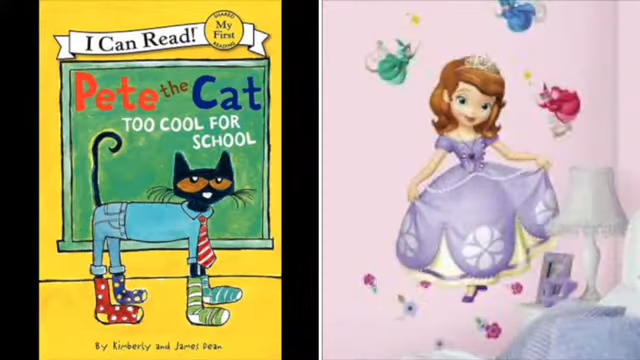 I Can Read!
SHARED
My
First
READING
Pete the Cat
TOO COOL FOR
SCHOOL
By Kimberly and James Dean